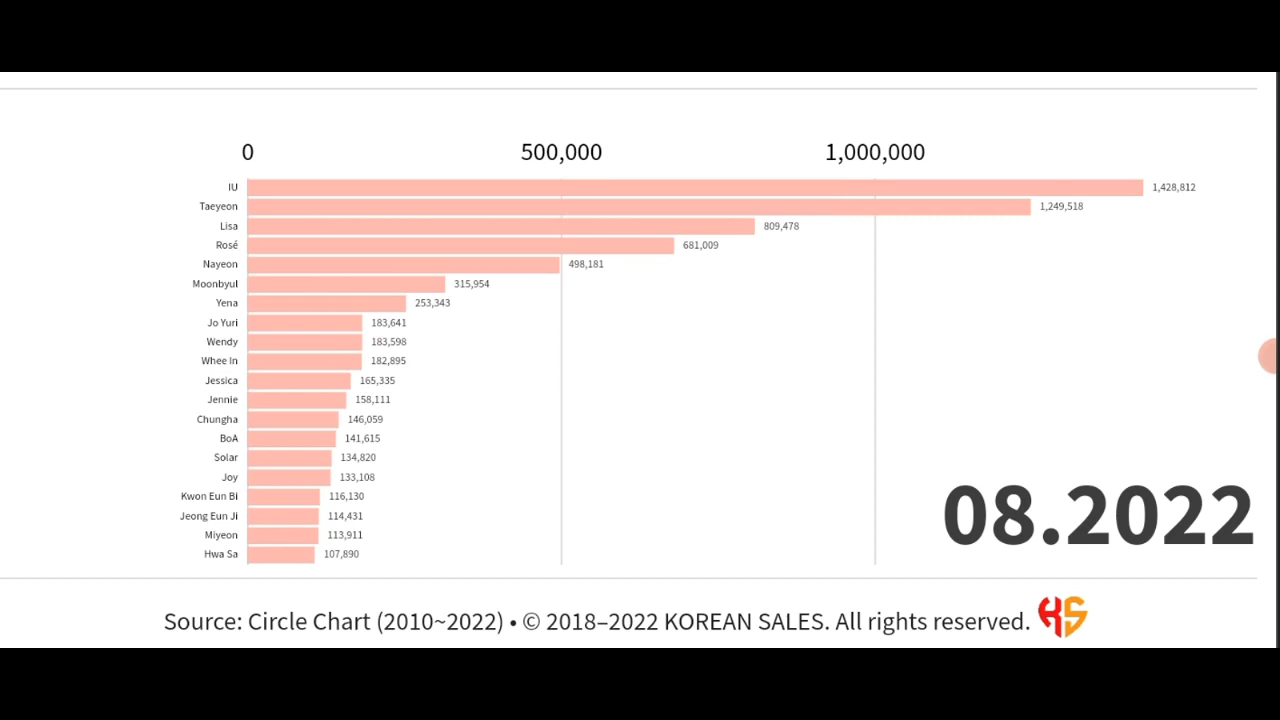 0 500,000 1,000,000
IU 1,428,812
Taeyeon 1,249,518
Lisa 809,478
Rosé 681,009
Nayeon 498,181
Moonbyul 315,954
Yena 253,343
Jo Yuri 183,641
Wendy 183,598
Whee In 182,895
Jessica 165,335
Jennie 158,111
Chungha 146,059
BoA 141,615
Solar 134,820
Joy 133,108
Kwon Eun Bi 116,130
Jeong Eun Ji 114,431
Miyeon 113,911
Hwa Sa 107,890
08.2022
Source: Circle Chart (2010~2022) • © 2018–2022 KOREAN SALES. All rights reserved. KS